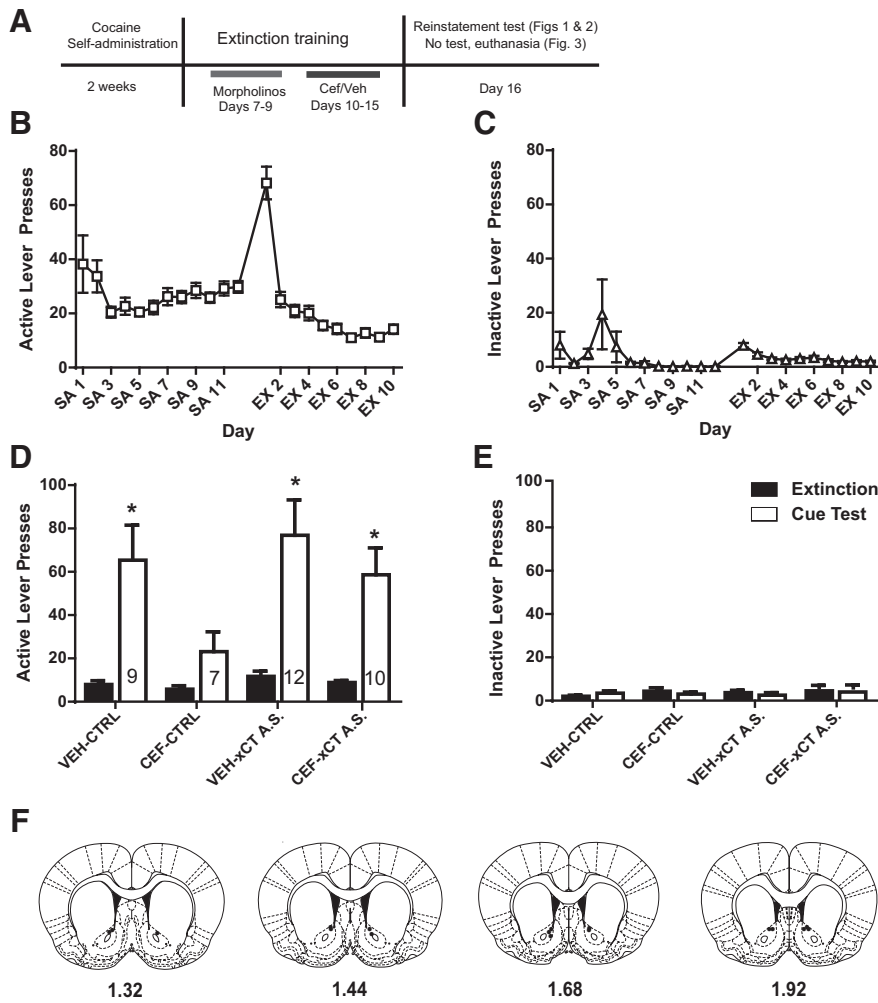 A
Cocaine
Self-administration
Extinction training
Reinstatement test (Figs 1 & 2)
No test, euthanasia (Fig. 3)
2 weeks
Morpholinos
Days 7-9
Cef/Veh
Days 10-15
Day 16
B
Active Lever Presses
80
60
40
20
0
SA 1
SA 3
SA 5
SA 7
SA 9
SA 11
EX 2
EX 4
EX 6
EX 8
EX 10
Day
C
Inactive Lever Presses
80
60
40
20
0
SA 1
SA 3
SA 5
SA 7
SA 9
SA 11
EX 2
EX 4
EX 6
EX 8
EX 10
Day
D
Active Lever Presses
100
80
60
40
20
0
*
*
*
9
7
12
10
VEH-CTRL
CEF-CTRL
VEH-xCT A.S.
CEF-xCT A.S.
E
Inactive Lever Presses
100
80
60
40
20
0
Extinction
Cue Test
VEH-CTRL
CEF-CTRL
VEH-xCT A.S.
CEF-xCT A.S.
F
1.32
1.44
1.68
1.92